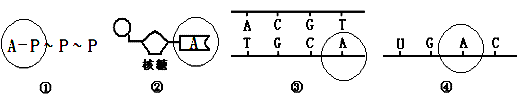 A-P~P~P
A
核糖
A C G T
T G C A
U G A C
① ② ③ ④